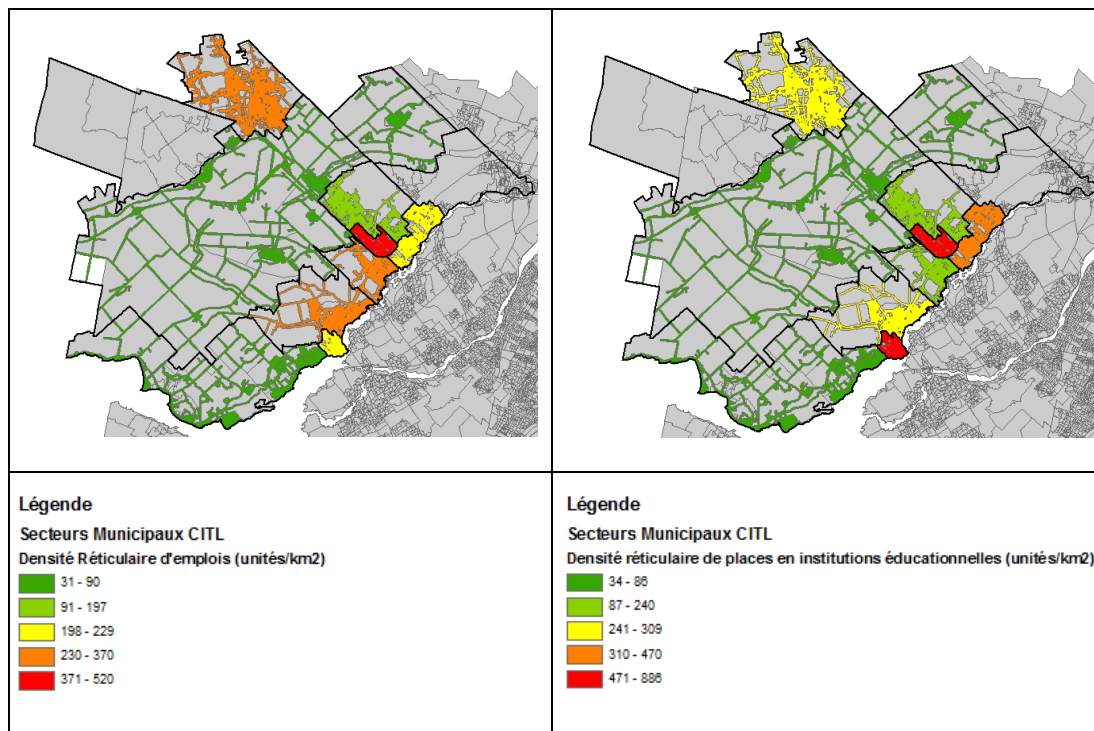 Légende
Secteurs Municipaux CITL
Densité Réticulaire d'emplois (unités/km2)
31 - 90
91 - 197
198 - 229
230 - 370
371 - 520
Légende
Secteurs Municipaux CITL
Densité réticulaire de places en institutions éducationnelles (unités/km2)
34 - 86
87 - 240
241 - 309
310 - 470
471 - 886